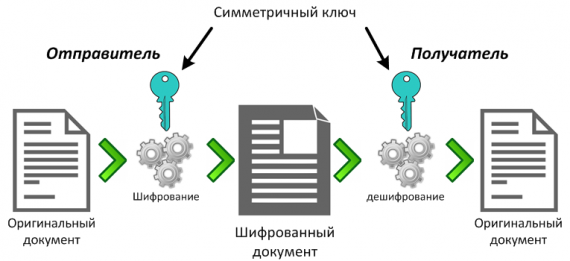 Симметричный ключ
Отправитель
Получатель
Шифрование
дешифрование
Оригинальный
документ
Шифрованный
документ
Оригинальный
документ